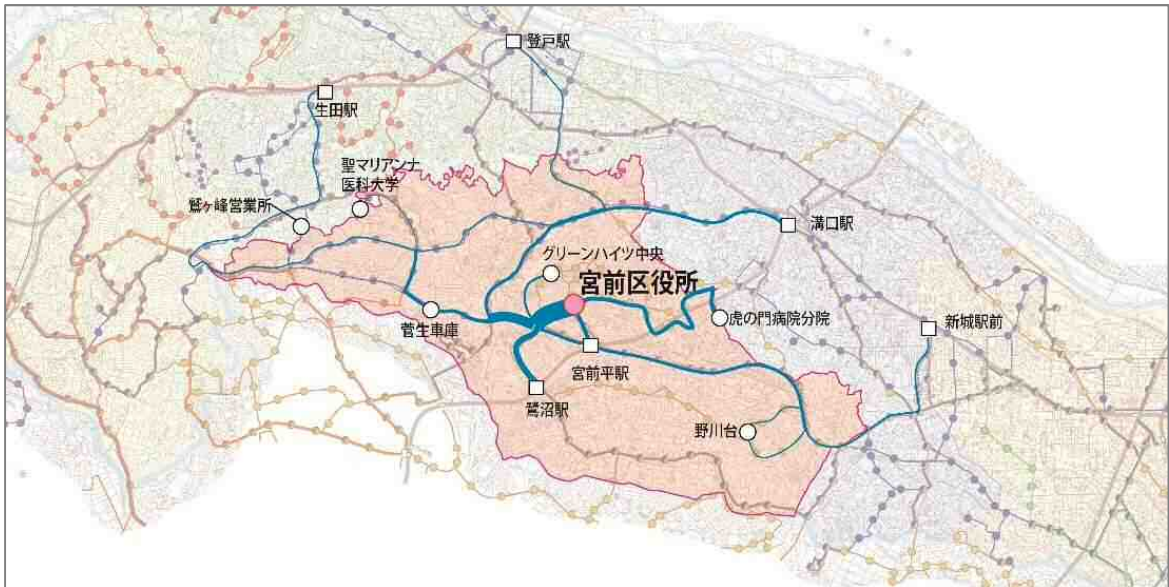 登戸駅
生田駅
聖マリアンナ
医科大学
鷲ヶ峰営業所
溝口駅
グリーンハイツ中央
宮前区役所
虎の門病院分院
新城駅前
菅生車庫
宮前平駅
鷺沼駅
野川台